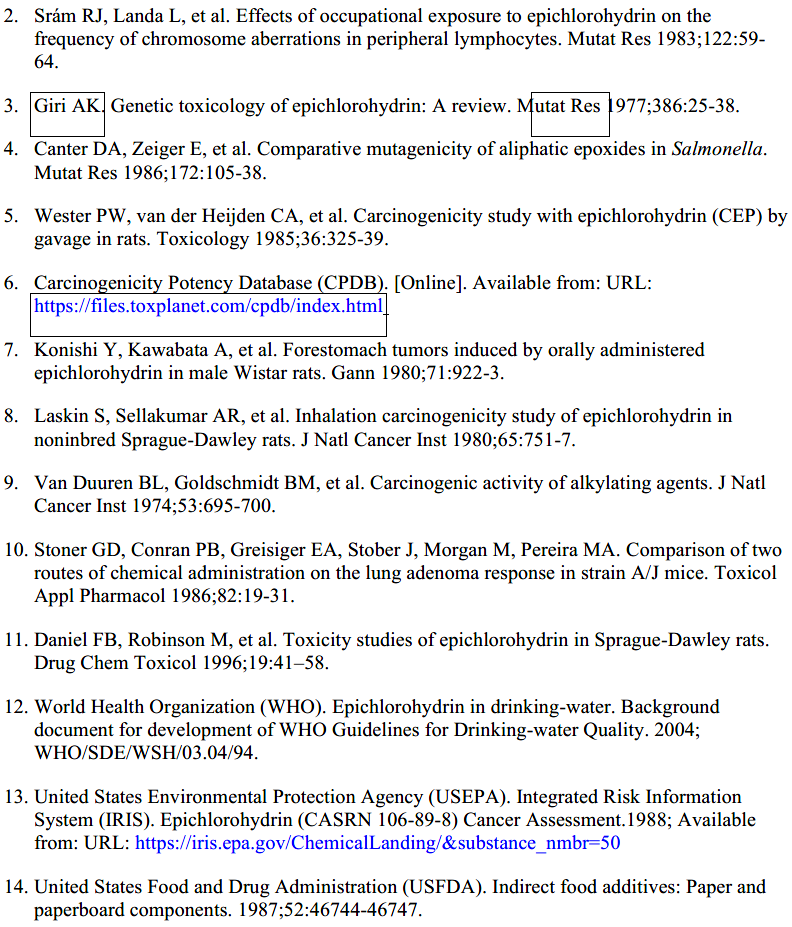 2. Srám RJ, Landa L, et al. Effects of occupational exposure to epichlorohydrin on the
frequency of chromosome aberrations in peripheral lymphocytes. Mutat Res 1983;122:59-
64.
3. Giri AK. Genetic toxicology of epichlorohydrin: A review. Mutat Res 1977;386:25-38.
4. Canter DA, Zeiger E, et al. Comparative mutagenicity of aliphatic epoxides in Salmonella.
Mutat Res 1986;172:105-38.
5. Wester PW, van der Heijden CA, et al. Carcinogenicity study with epichlorohydrin (CEP) by
gavage in rats. Toxicology 1985;36:325-39.
6. Carcinogenicity Potency Database (CPDB). [Online]. Available from: URL:
https://files.toxplanet.com/cpdb/index.html
7. Konishi Y, Kawabata A, et al. Forestomach tumors induced by orally administered
epichlorohydrin in male Wistar rats. Gann 1980;71:922-3.
8. Laskin S, Sellakumar AR, et al. Inhalation carcinogenicity study of epichlorohydrin in
noninbred Sprague-Dawley rats. J Natl Cancer Inst 1980;65:751-7.
9. Van Duuren BL, Goldschmidt BM, et al. Carcinogenic activity of alkylating agents. J Natl
Cancer Inst 1974;53:695-700.
10. Stoner GD, Conran PB, Greisiger EA, Stober J, Morgan M, Pereira MA. Comparison of two
routes of chemical administration on the lung adenoma response in strain A/J mice. Toxicol
Appl Pharmacol 1986;82:19-31.
11. Daniel FB, Robinson M, et al. Toxicity studies of epichlorohydrin in Sprague-Dawley rats.
Drug Chem Toxicol 1996;19:41–58.
12. World Health Organization (WHO). Epichlorohydrin in drinking-water. Background
document for development of WHO Guidelines for Drinking-water Quality. 2004;
WHO/SDE/WSH/03.04/94.
13. United States Environmental Protection Agency (USEPA). Integrated Risk Information
System (IRIS). Epichlorohydrin (CASRN 106-89-8) Cancer Assessment.1988; Available
from: URL: https://iris.epa.gov/ChemicalLanding/&substance_nmbr=50
14. United States Food and Drug Administration (USFDA). Indirect food additives: Paper and
paperboard components. 1987;52:46744-46747.